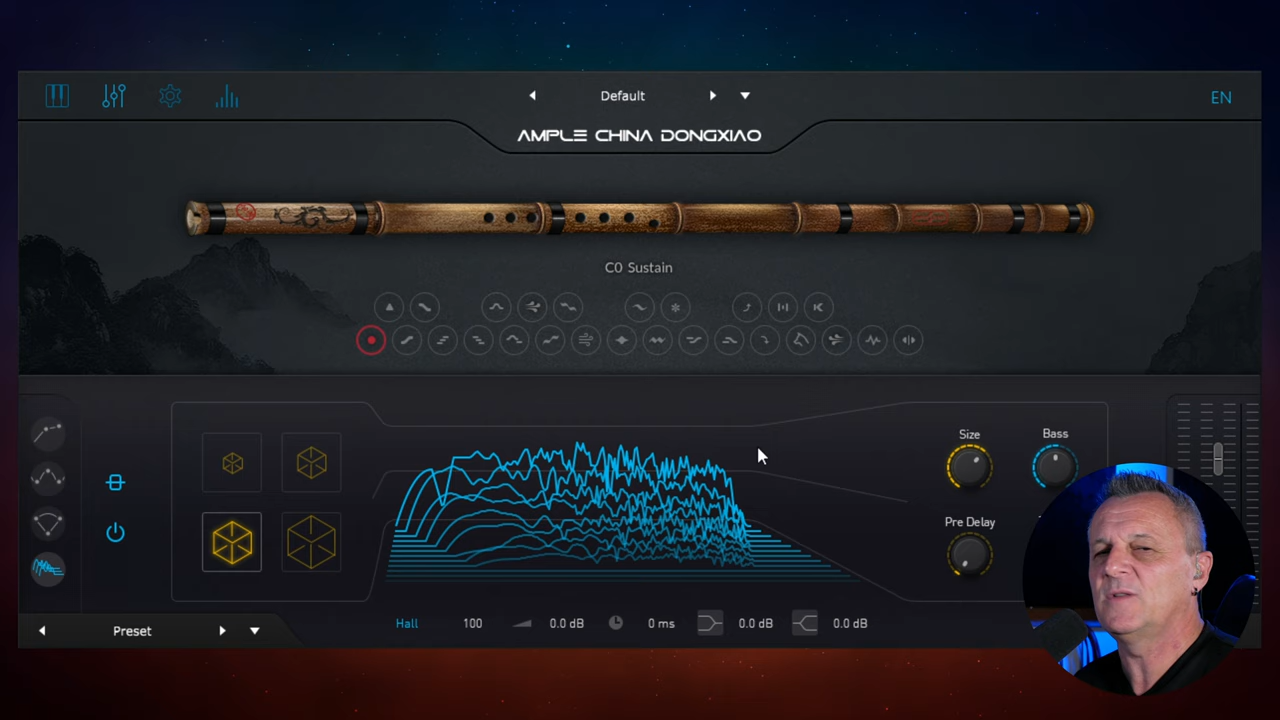 Default
EN
AMPLE CHINA DONGXIAO
C0 Sustain
Size
Bass
Pre Delay
Preset
Hall 100 0.0 dB 0 ms 0.0 dB 0.0 dB